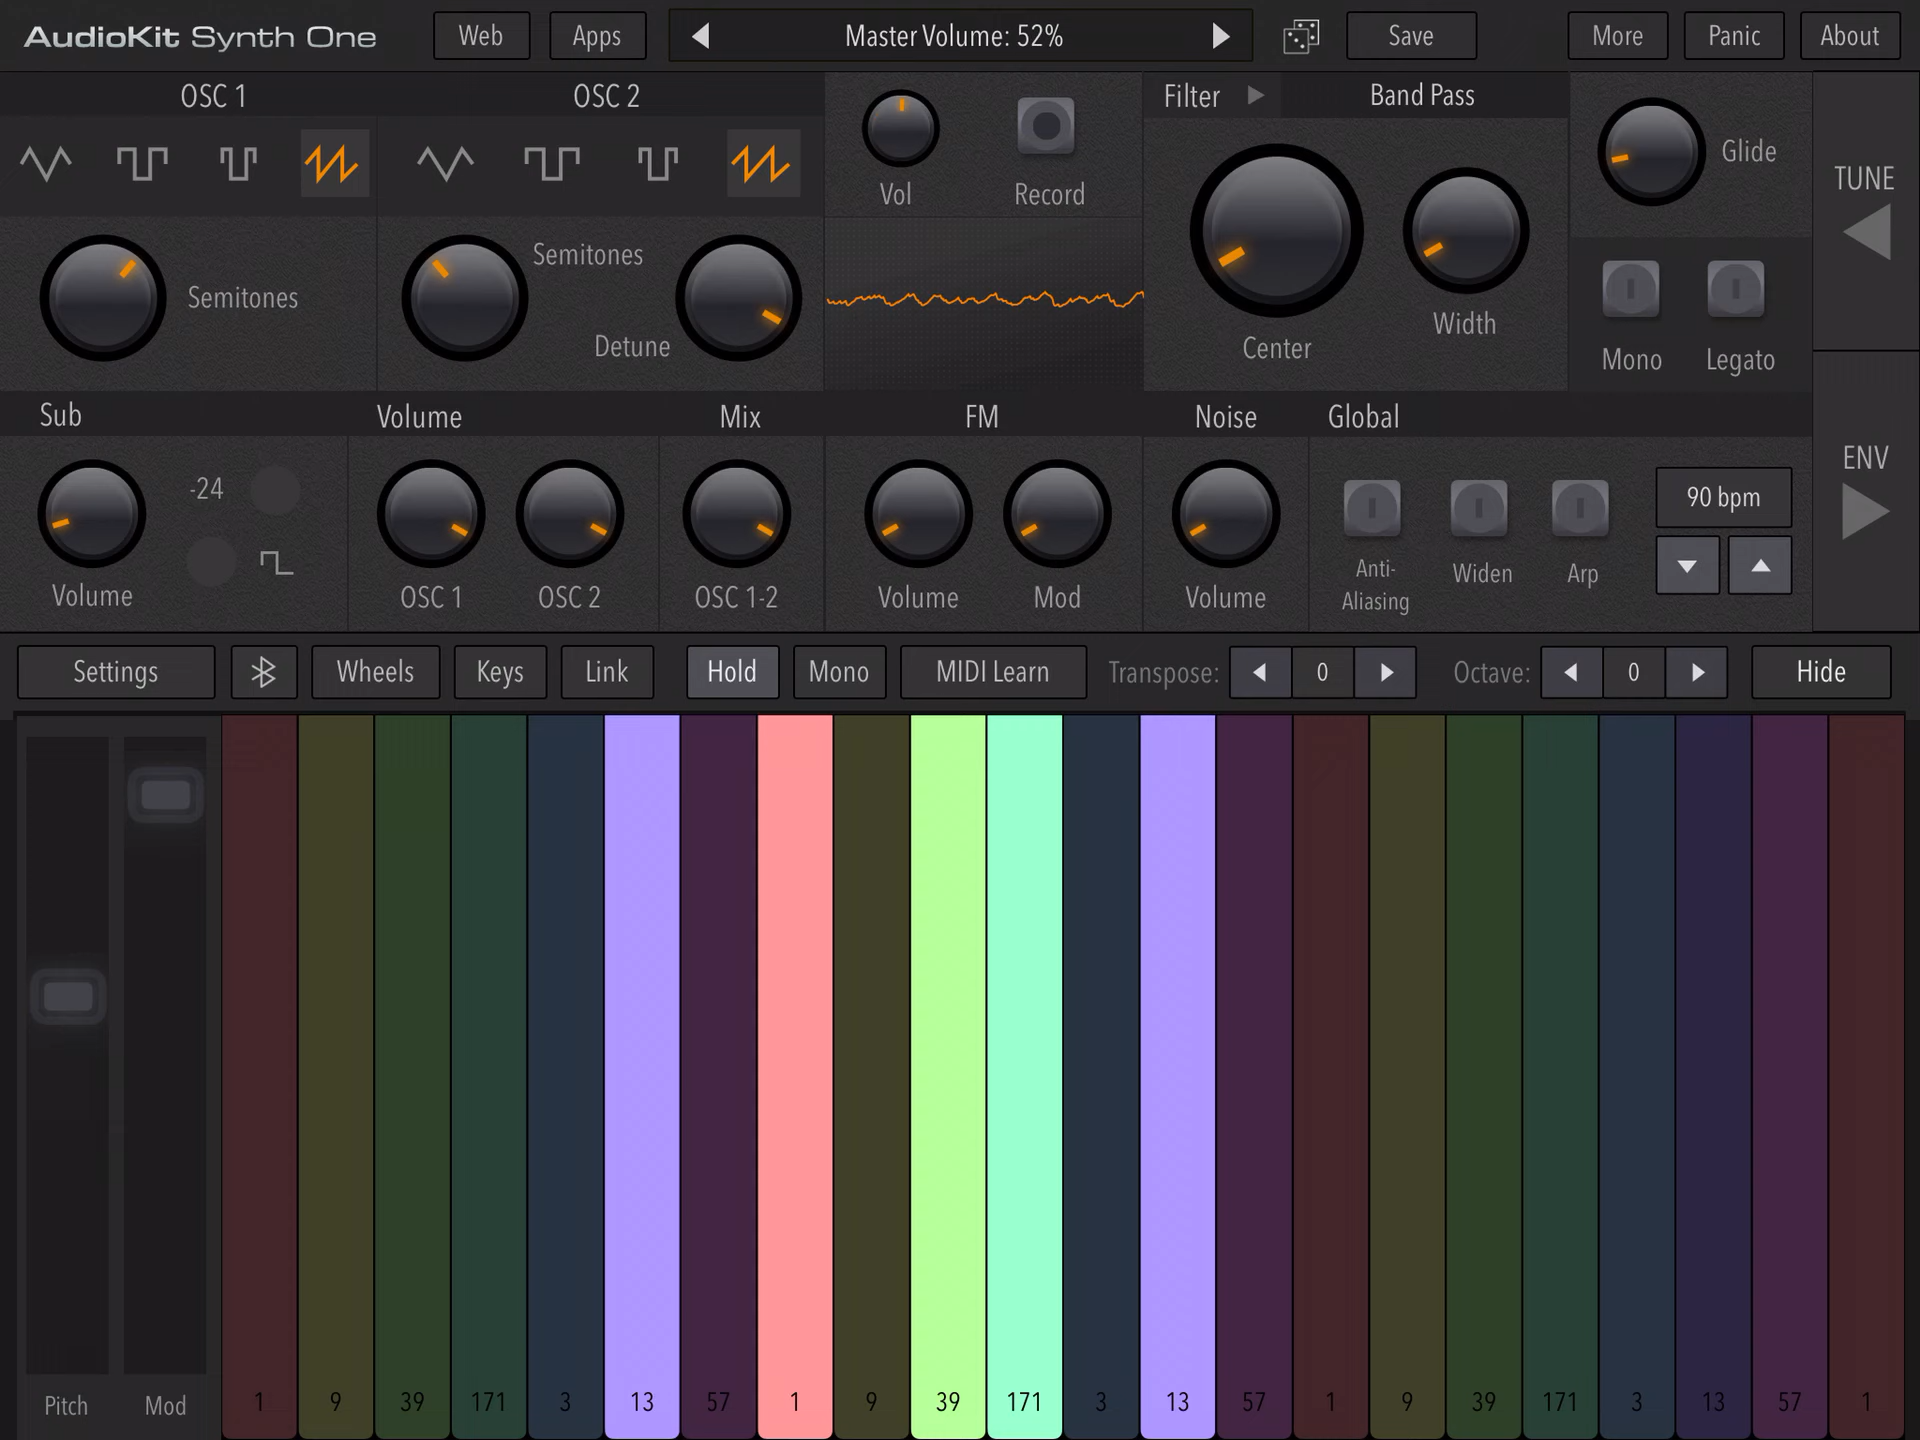 AudioKit Synth One
Web
Apps
Master Volume: 52%
Save
More
Panic
About
OSC 1
OSC 2
Vol
Record
Filter
Band Pass
Glide
TUNE
Semitones
Semitones
Detune
Center
Width
Mono
Legato
Sub
Volume
Mix
FM
Noise
Global
ENV
-24
90 bpm
Volume
OSC 1
OSC 2
OSC 1-2
Volume
Mod
Volume
Anti-
Aliasing
Widen
Arp
Settings
Wheels
Keys
Link
Hold
Mono
MIDI Learn
Transpose:
0
Octave:
0
Hide
Pitch
Mod
1 9 39 171 3 13 57 1 9 39 171 3 13 57 1 9 39 171 3 13 57 1